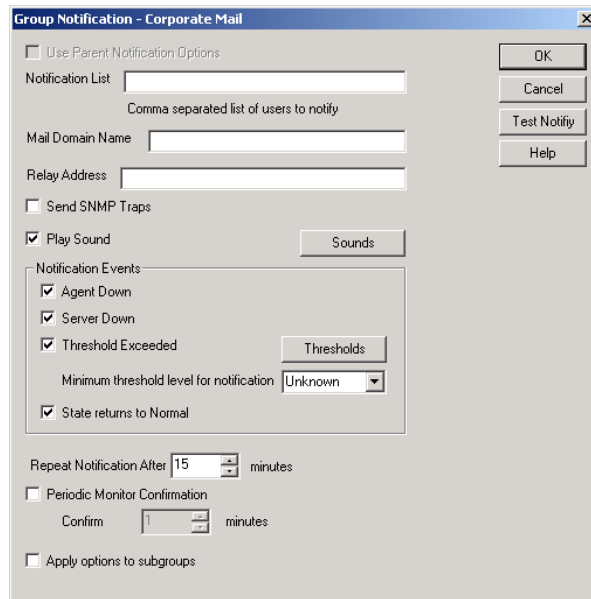 Group Notification - Corporate Mail
Use Parent Notification Options
OK
Notification List
Cancel
Comma separated list of users to notify
Test Notifiy
Mail Domain Name
Help
Relay Address
Send SNMP Traps
Play Sound
Sounds
Notification Events
Agent Down
Server Down
Threshold Exceeded
Thresholds
Minimum threshold level for notification Unknown
State returns to Normal
Repeat Notification After 15 minutes
Periodic Monitor Confirmation
Confirm 1 minutes
Apply options to subgroups